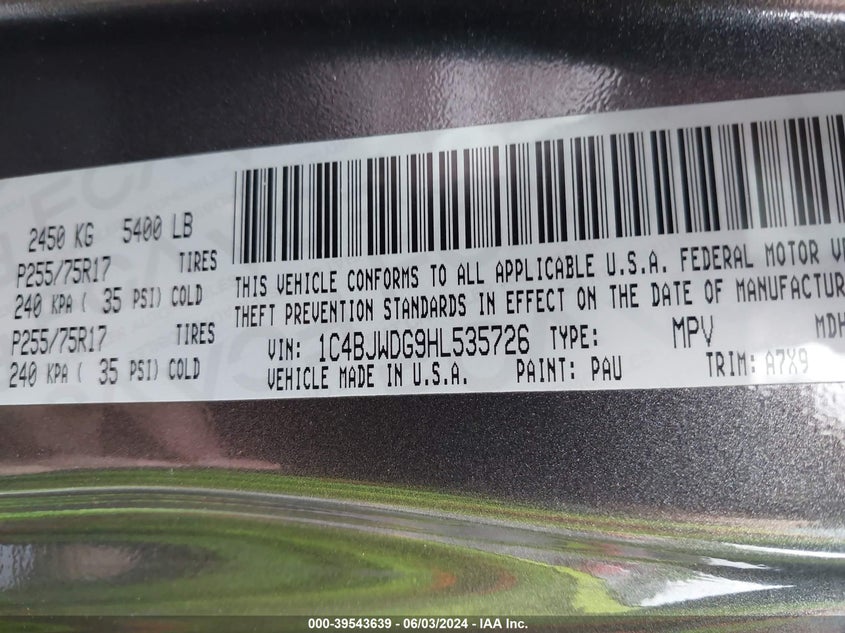 2450 KG 5400 LB
P255/75R17 TIRES
240 KPA ( 35 PSI) COLD
P255/75R17 TIRES
240 KPA ( 35 PSI) COLD
THIS VEHICLE CONFORMS TO ALL APPLICABLE U.S.A. FEDERAL MOTOR VE
THEFT PREVENTION STANDARDS IN EFFECT ON THE DATE OF MANUFACTUR
VIN: 1C4BJWDG9HL535726 TYPE: MPV MDH
VEHICLE MADE IN U.S.A. PAINT: PAU TRIM: A7X9
000-39543639 - 06/03/2024 - IAA Inc.